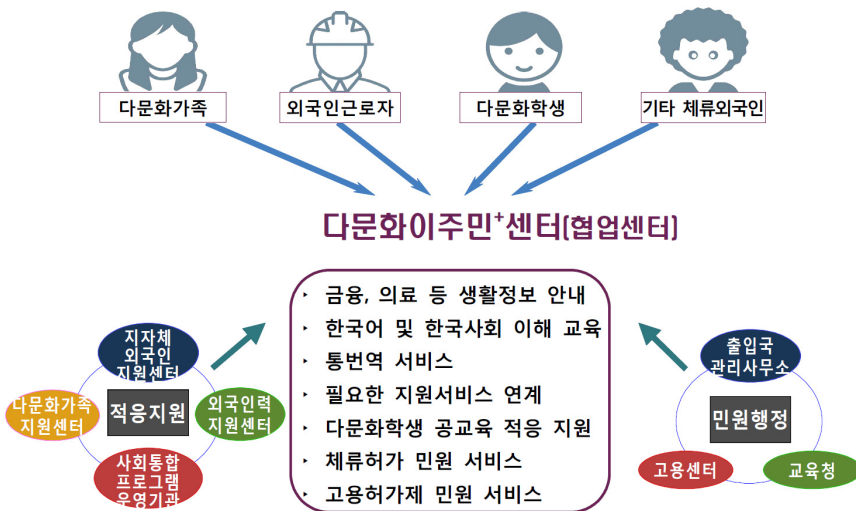 다문화가족
외국인근로자
다문화학생
기타 체류외국인
다문화이주민+센터(협업센터)
‣ 금융, 의료 등 생활정보 안내
‣ 한국어 및 한국사회 이해 교육
‣ 통번역 서비스
‣ 필요한 지원서비스 연계
‣ 다문화학생 공교육 적응 지원
‣ 체류허가 민원 서비스
‣ 고용허가제 민원 서비스
지자체
외국인
지원센터
다문화가족
지원센터
적응지원
외국인력
지원센터
사회통합
프로그램
운영기관
출입국
관리사무소
민원행정
고용센터
교육청